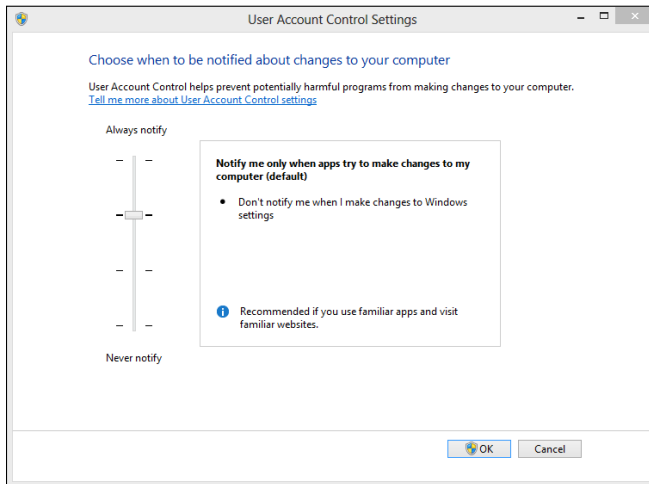 User Account Control Settings
Choose when to be notified about changes to your computer
User Account Control helps prevent potentially harmful programs from making changes to your computer.
Tell me more about User Account Control settings
Always notify
Notify me only when apps try to make changes to my
computer (default)
• Don't notify me when I make changes to Windows
settings
Recommended if you use familiar apps and visit
familiar websites.
Never notify
OK
Cancel